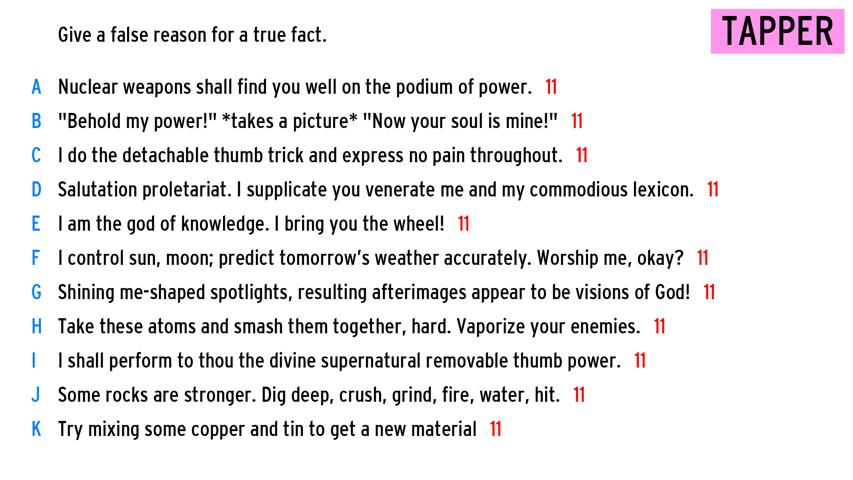 Give a false reason for a true fact.
TAPPER
A Nuclear weapons shall find you well on the podium of power. 11
B "Behold my power!" *takes a picture* "Now your soul is mine!" 11
C I do the detachable thumb trick and express no pain throughout. 11
D Salutation proletariat. I supplicate you venerate me and my commodious lexicon. 11
E I am the god of knowledge. I bring you the wheel! 11
F I control sun, moon; predict tomorrow's weather accurately. Worship me, okay? 11
G Shining me-shaped spotlights, resulting afterimages appear to be visions of God! 11
H Take these atoms and smash them together, hard. Vaporize your enemies. 11
I I shall perform to thou the divine supernatural removable thumb power. 11
J Some rocks are stronger. Dig deep, crush, grind, fire, water, hit. 11
K Try mixing some copper and tin to get a new material 11